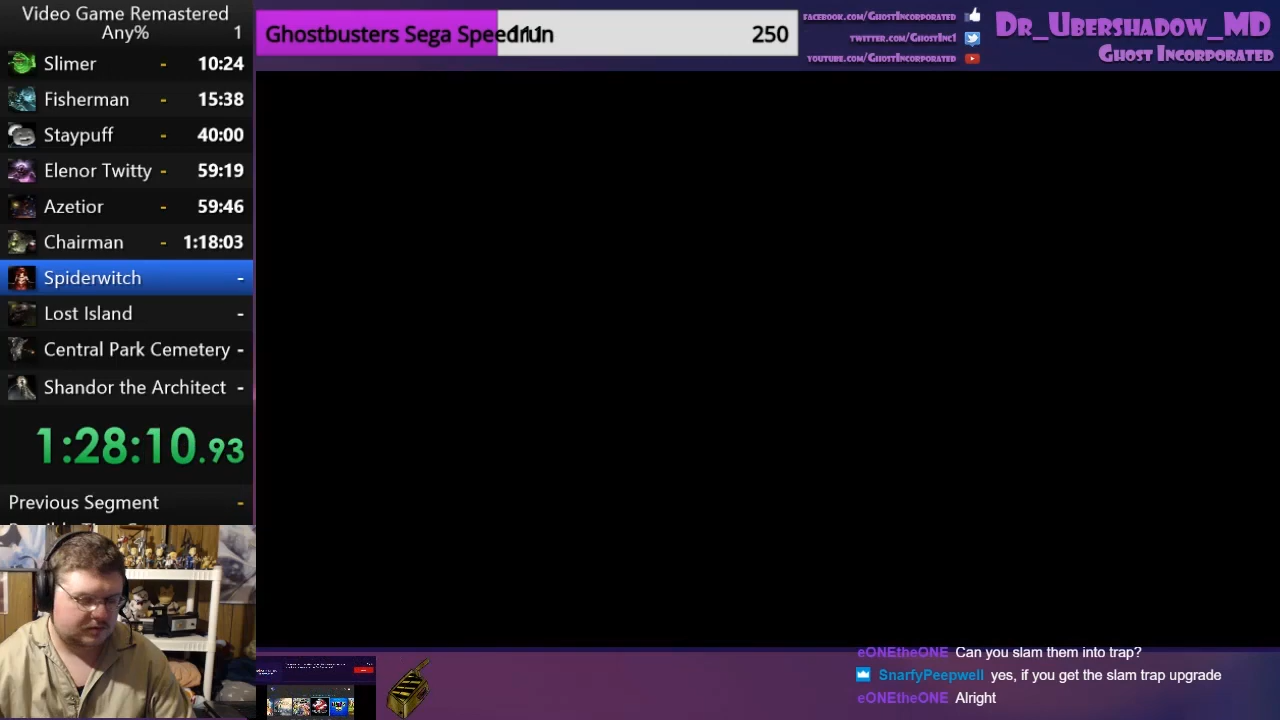 Video Game Remastered
Any% 1
Slimer - 10:24
Fisherman - 15:38
Staypuff - 40:00
Elenor Twitty - 59:19
Azetior - 59:46
Chairman - 1:18:03
Spiderwitch -
Lost Island -
Central Park Cemetery -
Shandor the Architect -
1:28:10.93
Previous Segment -
Ghostbusters Sega Speedrun 250
facebook.com/GhostIncorporated
twitter.com/GhostInc1
youtube.com/GhostIncorporated
Dr_Ubershadow_MD
Ghost Incorporated
eONEtheONE Can you slam them into trap?
SnarfyPeepwell yes, if you get the slam trap upgrade
eONEtheONE Alright